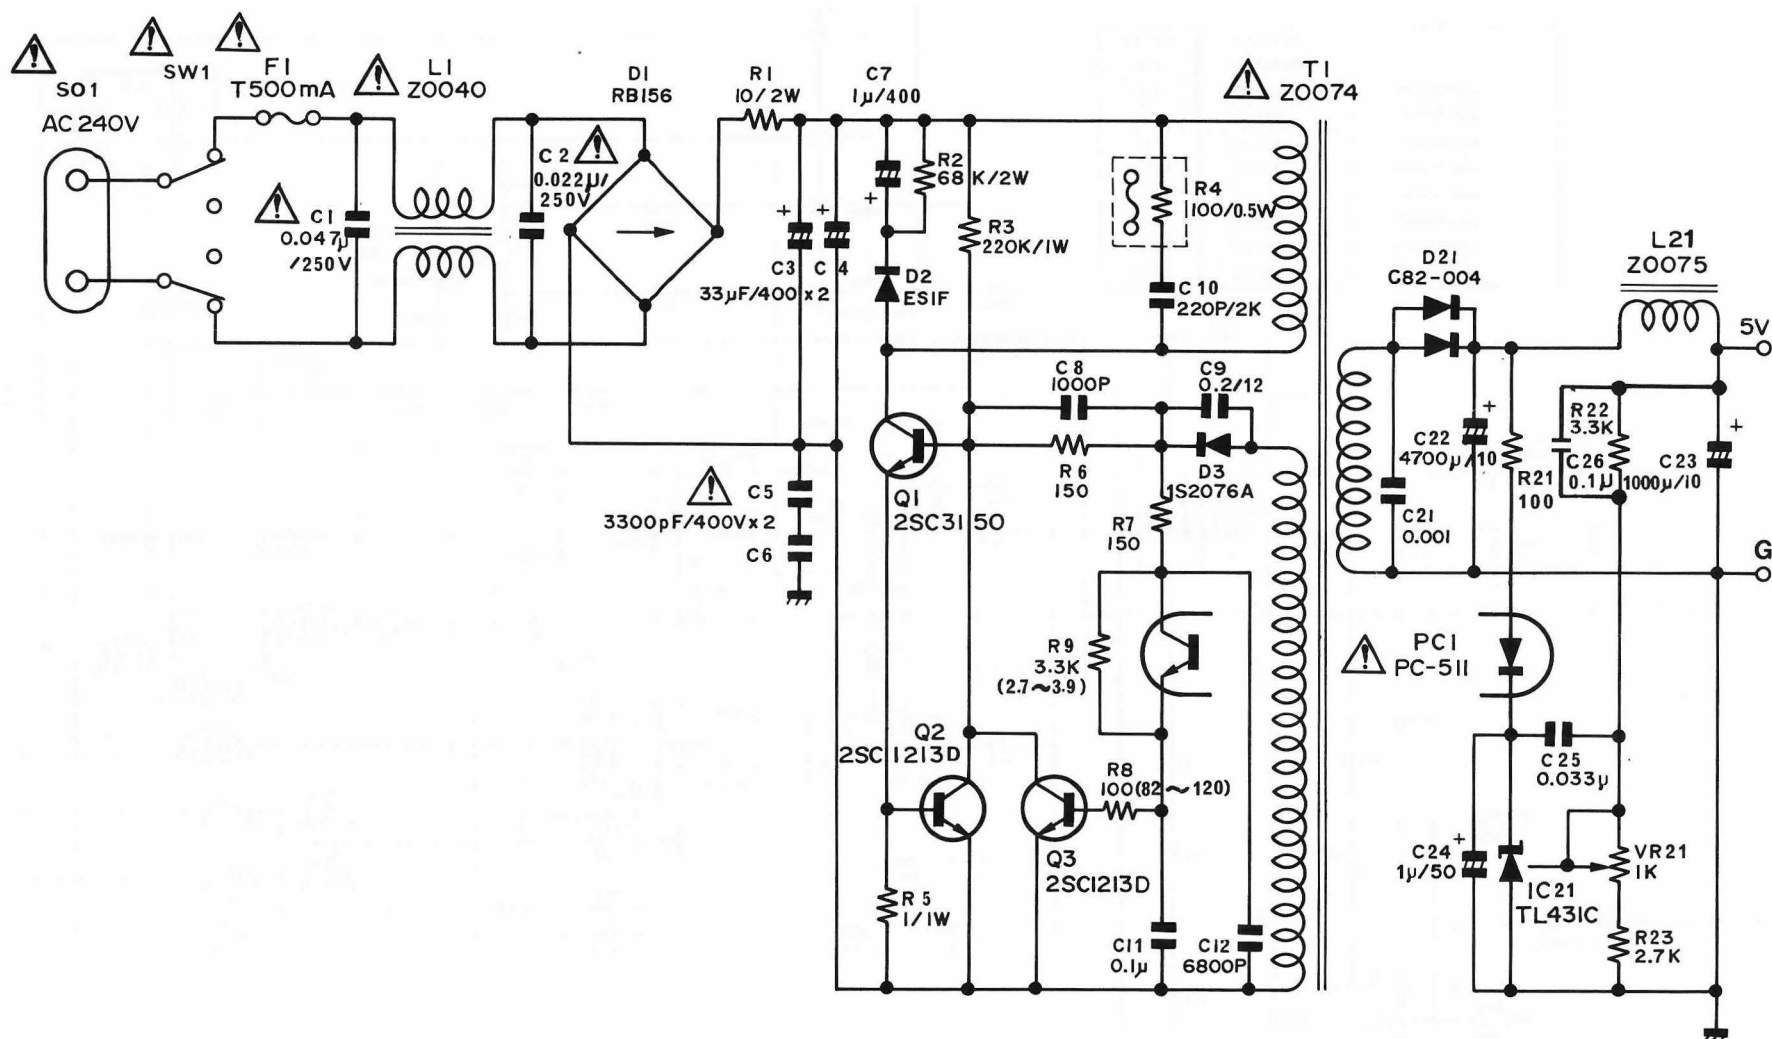 SO1
AC 240V
SW1
F1
T500mA
L1
Z0040
D1
RB156
R1
10/2W
C7
1μ/400
T1
Z0074
C1
0.047μ
/250V
C2
0.022μ/
250V
R2
68K/2W
R3
220K/1W
R4
100/0.5W
C10
220P/2K
C3
C4
33μF/400 x2
D2
ES1F
L21
Z0075
D21
C82-004
5V
C8
1000P
C9
0.2/12
R6
150
D3
1S2076A
Q1
2SC3150
C5
3300pF/400V x2
C6
R7
150
C22
4700μ/10
R21
100
R22
3.3K
C26
0.1μ
C23
1000μ/10
C21
0.001
G
R9
3.3K
(2.7~3.9)
PC1
PC-511
Q2
2SC1213D
R8
100(82~120)
Q3
2SC1213D
R5
1/1W
C11
0.1μ
C12
6800P
C25
0.033μ
C24
1μ/50
IC21
TL431C
VR21
1K
R23
2.7K